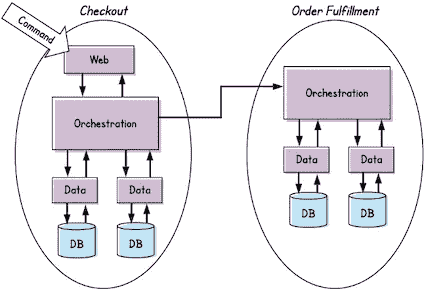 Checkout
Order Fulfillment
Command
Web
Orchestration
Data
Data
DB
DB
Orchestration
Data
Data
DB
DB